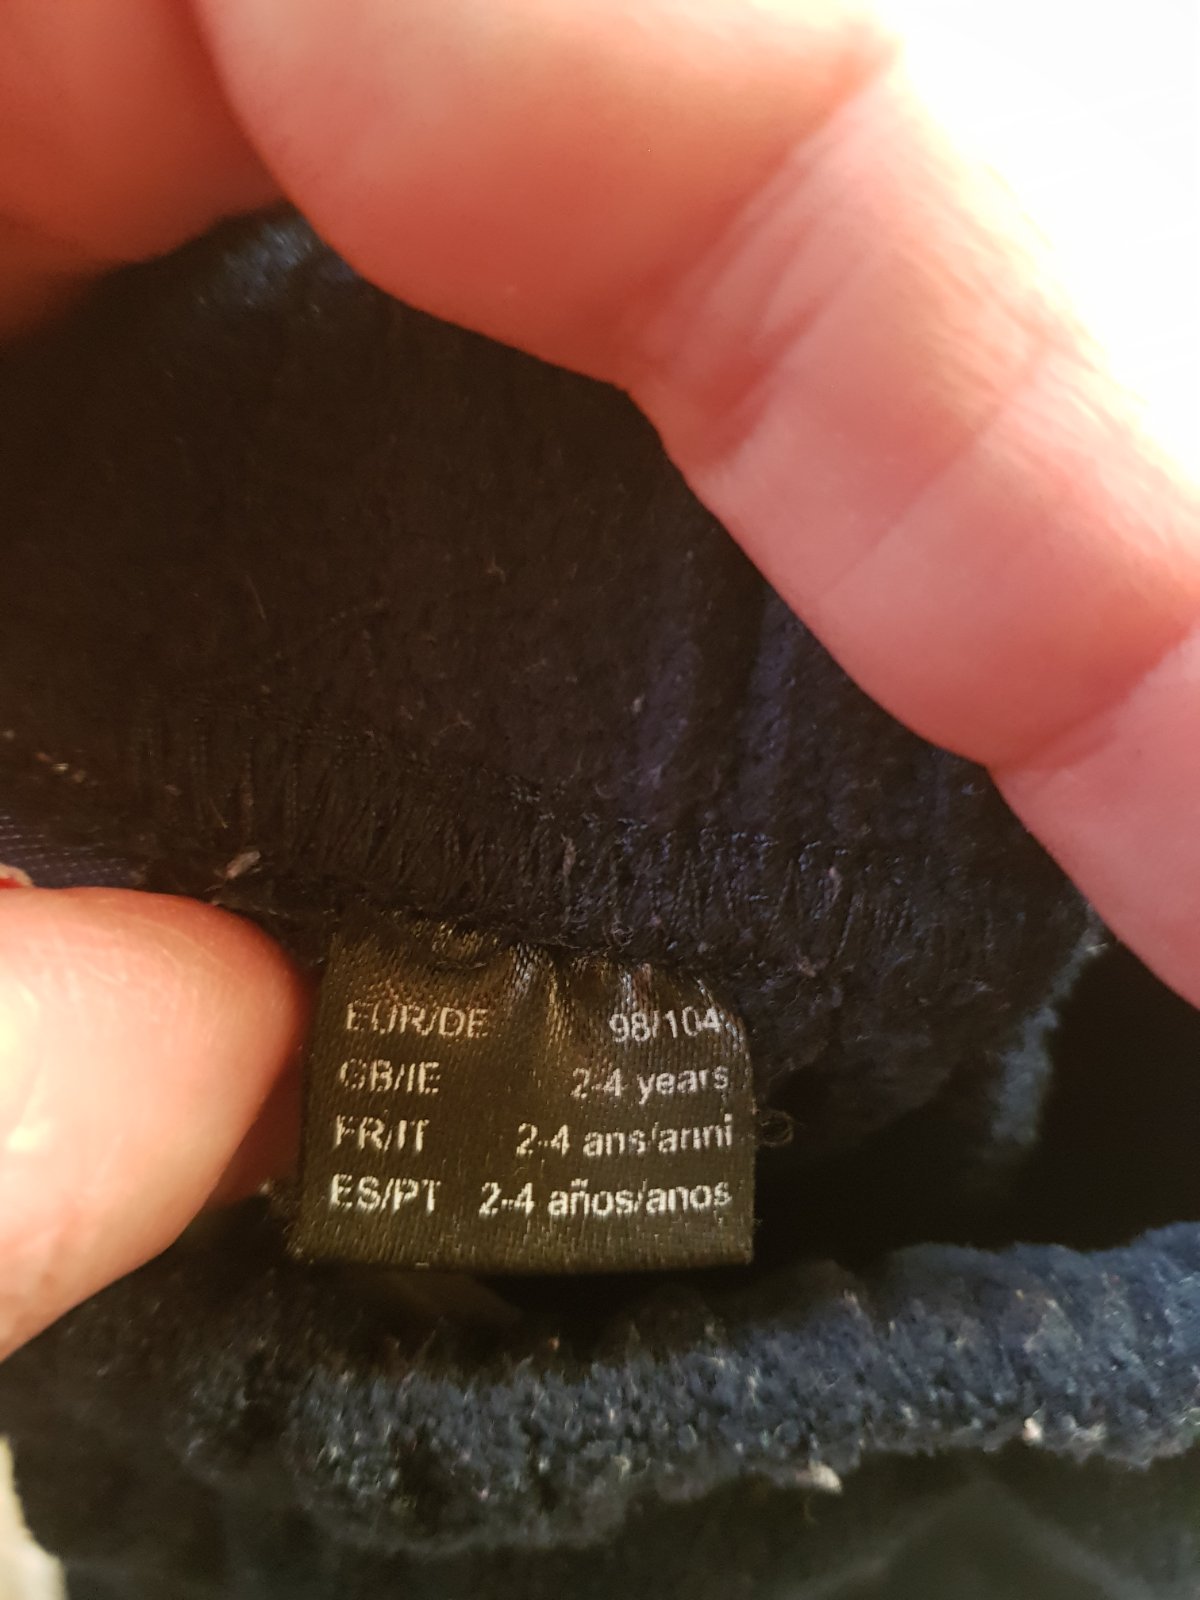 EUR/DE 98/104
GB/IE 2-4 years
FR/IT 2-4 ans/anni
ES/PT 2-4 años/anos